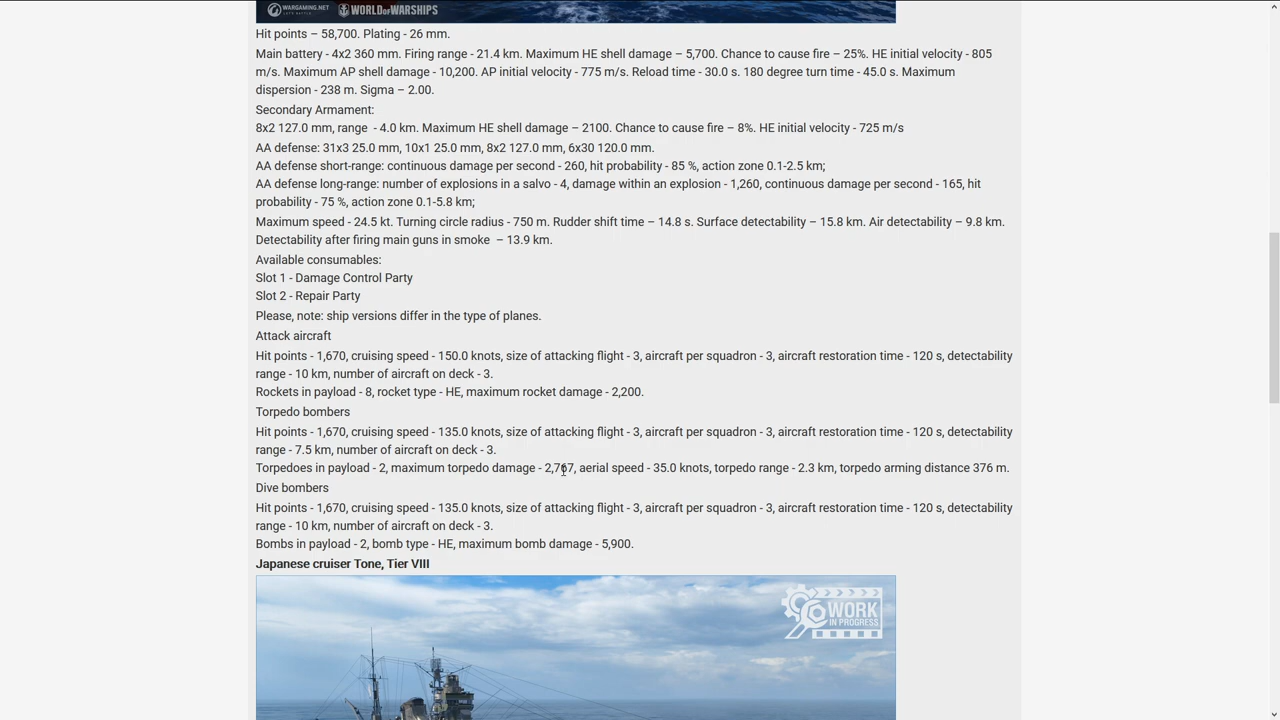 WARGAMING.NET
LET'S BATTLE
WORLD OF WARSHIPS
Hit points – 58,700. Plating - 26 mm.
Main battery - 4x2 360 mm. Firing range - 21.4 km. Maximum HE shell damage – 5,700. Chance to cause fire – 25%. HE initial velocity - 805
m/s. Maximum AP shell damage - 10,200. AP initial velocity - 775 m/s. Reload time - 30.0 s. 180 degree turn time - 45.0 s. Maximum
dispersion - 238 m. Sigma – 2.00.
Secondary Armament:
8x2 127.0 mm, range  - 4.0 km. Maximum HE shell damage – 2100. Chance to cause fire – 8%. HE initial velocity - 725 m/s
AA defense: 31x3 25.0 mm, 10x1 25.0 mm, 8x2 127.0 mm, 6x30 120.0 mm.
AA defense short-range: continuous damage per second - 260, hit probability - 85 %, action zone 0.1-2.5 km;
AA defense long-range: number of explosions in a salvo - 4, damage within an explosion - 1,260, continuous damage per second - 165, hit
probability - 75 %, action zone 0.1-5.8 km;
Maximum speed - 24.5 kt. Turning circle radius - 750 m. Rudder shift time – 14.8 s. Surface detectability – 15.8 km. Air detectability – 9.8 km.
Detectability after firing main guns in smoke  – 13.9 km.
Available consumables:
Slot 1 - Damage Control Party
Slot 2 - Repair Party
Please, note: ship versions differ in the type of planes.
Attack aircraft
Hit points - 1,670, cruising speed - 150.0 knots, size of attacking flight - 3, aircraft per squadron - 3, aircraft restoration time - 120 s, detectability
range - 10 km, number of aircraft on deck - 3.
Rockets in payload - 8, rocket type - HE, maximum rocket damage - 2,200.
Torpedo bombers
Hit points - 1,670, cruising speed - 135.0 knots, size of attacking flight - 3, aircraft per squadron - 3, aircraft restoration time - 120 s, detectability
range - 7.5 km, number of aircraft on deck - 3.
Torpedoes in payload - 2, maximum torpedo damage - 2,767, aerial speed - 35.0 knots, torpedo range - 2.3 km, torpedo arming distance 376 m.
Dive bombers
Hit points - 1,670, cruising speed - 135.0 knots, size of attacking flight - 3, aircraft per squadron - 3, aircraft restoration time - 120 s, detectability
range - 10 km, number of aircraft on deck - 3.
Bombs in payload - 2, bomb type - HE, maximum bomb damage - 5,900.
Japanese cruiser Tone, Tier VIII
WORK
IN PROGRESS